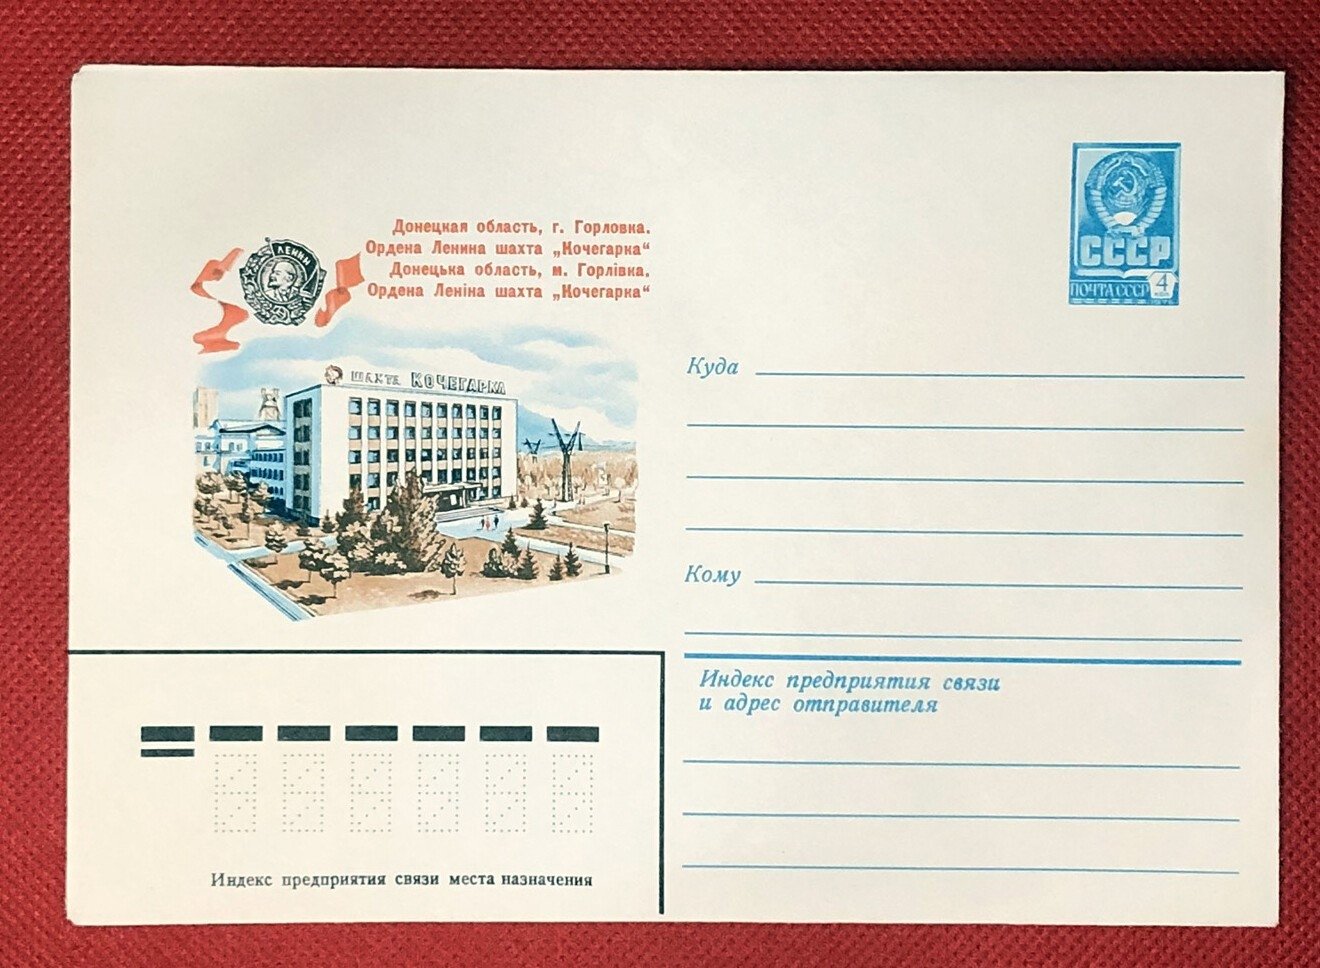 Донецкая область, г. Горловка.
Ордена Ленина шахта „Кочегарка“
Донецька область, м. Горлівка.
Ордена Леніна шахта „Кочегарка“
ЛЕНИН
ШАХТА КОЧЕГАРКА
СССР
ПОЧТА СССР 4
Куда
Кому
Индекс предприятия связи
и адрес отправителя
Индекс предприятия связи места назначения